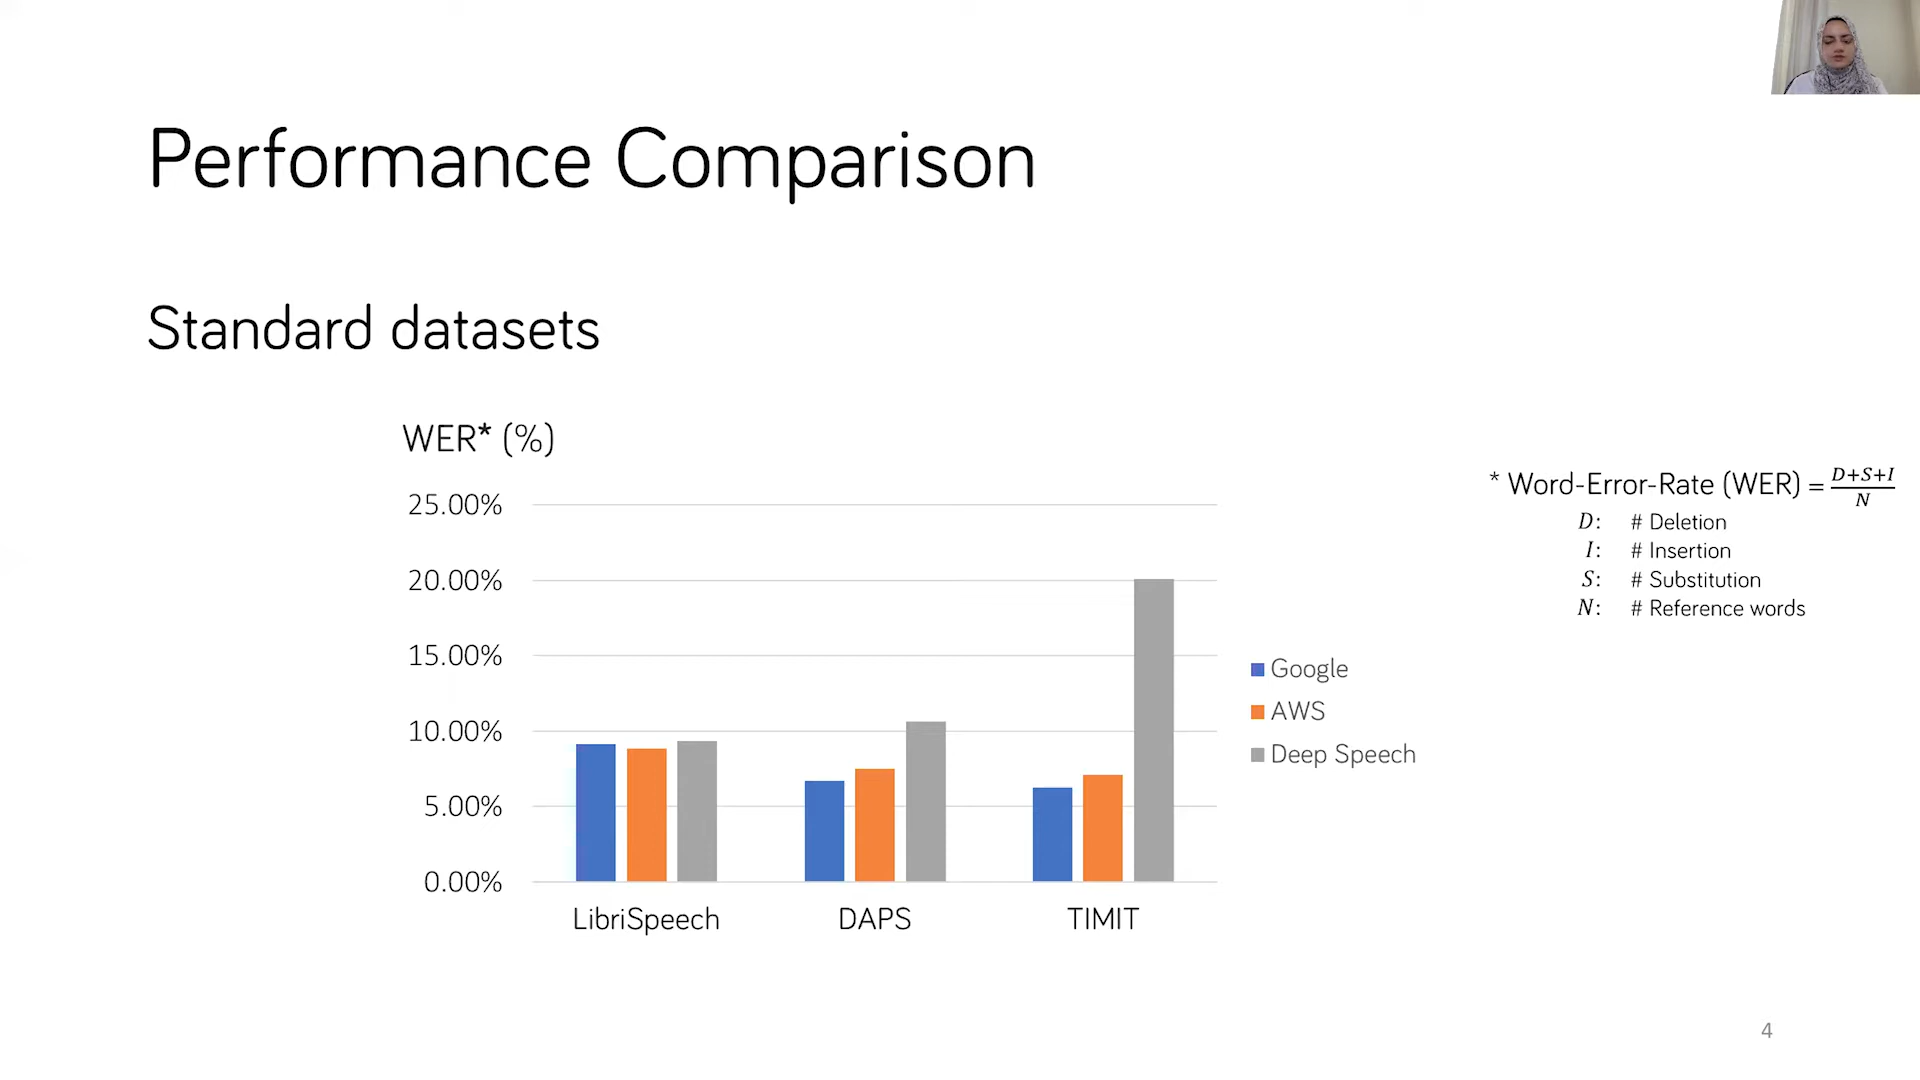 Performance Comparison
Standard datasets
WER* (%)
25.00%
20.00%
15.00%
10.00%
5.00%
0.00%
LibriSpeech
DAPS
TIMIT
Google
AWS
Deep Speech
* Word-Error-Rate (WER) = D+S+I / N
D: # Deletion
I: # Insertion
S: # Substitution
N: # Reference words
4